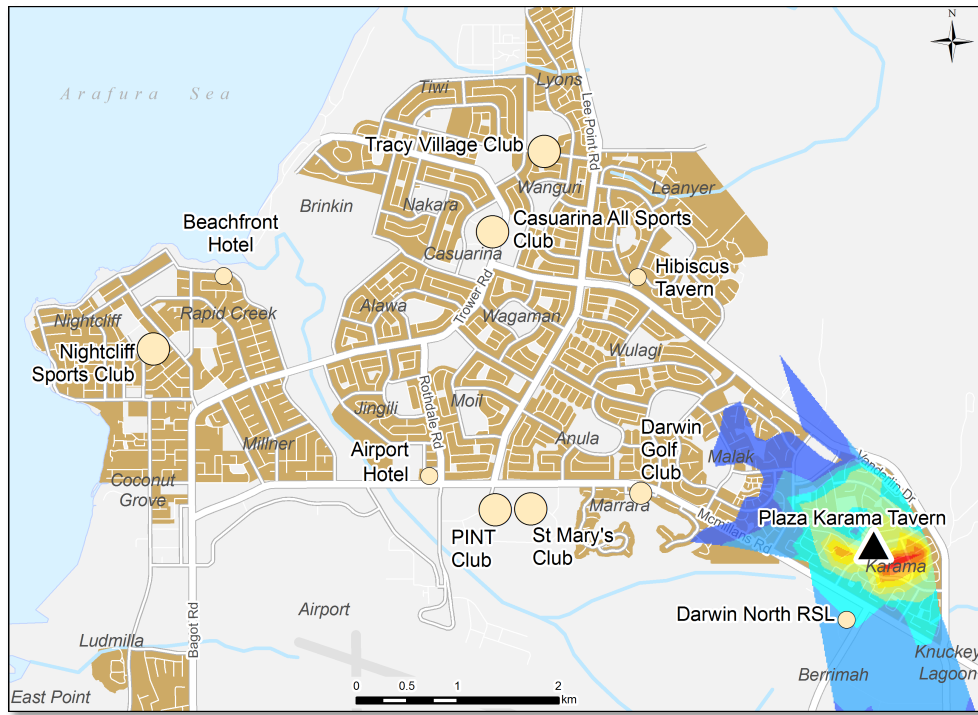 N
Tiwi
Lyons
Arafura Sea
Lee Point Rd
Tracy Village Club
Wanguri
Leanyer
Brinkin
Nakara
Beachfront
Hotel
Casuarina All Sports
Club
Casuarina
Hibiscus
Tavern
Trower Rd
Alawa
Rapid Creek
Nightcliff
Wagaman
Nightcliff
Sports Club
Wulagi
Rothdale Rd
Moil
Jingili
Millner
Anula
Darwin
Golf
Club
Malak
Airport
Hotel
Coconut
Grove
Vanderlin Dr
Marrara
Mcmillans Rd
Plaza Karama Tavern
PINT
Club
St Mary's
Club
Karama
Airport
Bagot Rd
Darwin North RSL
Ludmilla
Knuckey
Lagoon
Berrimah
East Point
0 0.5 1 2
km